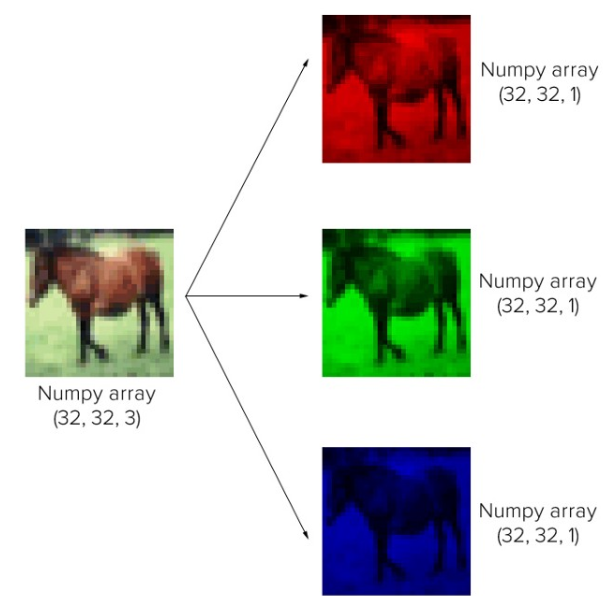 Numpy array
(32, 32, 1)
Numpy array
(32, 32, 3)
Numpy array
(32, 32, 1)
Numpy array
(32, 32, 1)